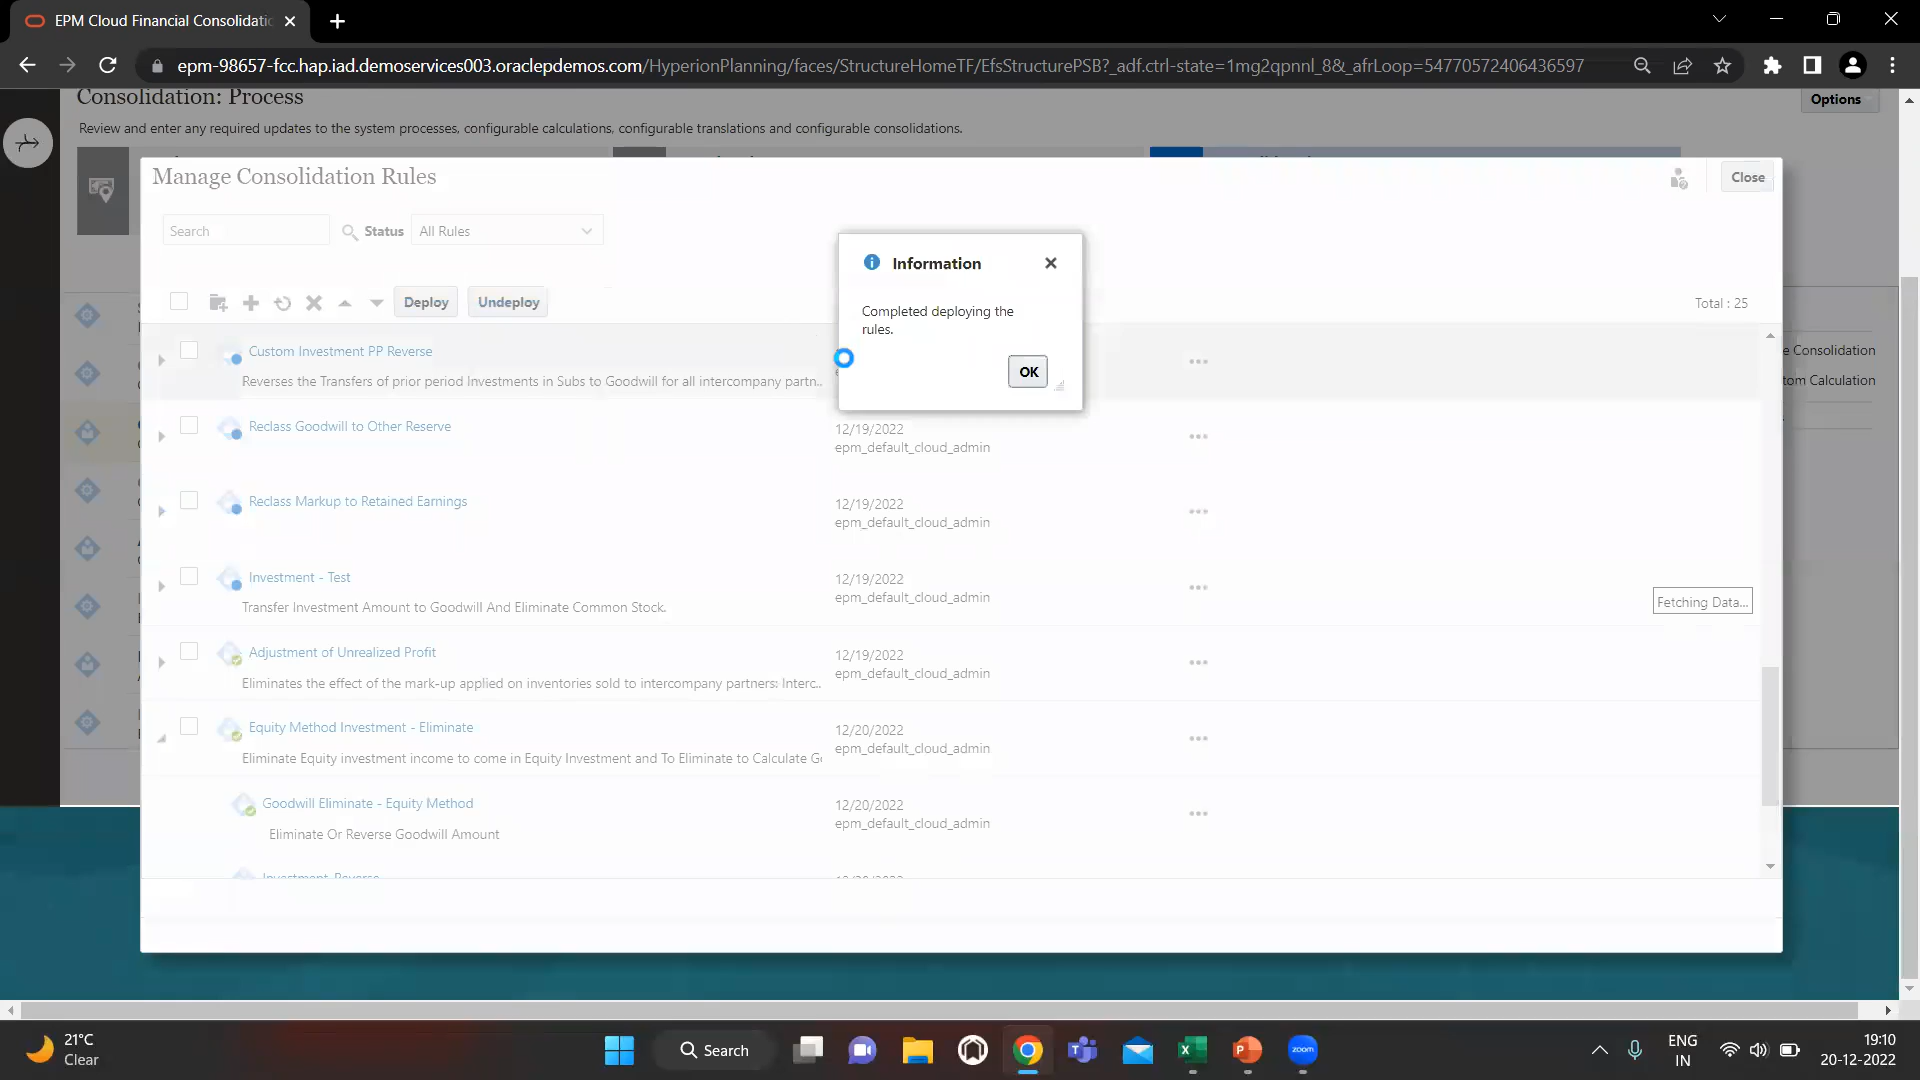 EPM Cloud Financial Consolidatio
epm-98657-fcc.hap.iad.demoservices003.oraclepdemos.com/HyperionPlanning/faces/StructureHomeTF/EfsStructurePSB?_adf.ctrl-state=1mg2qpnnl_8&_afrLoop=54770572406436597
Consolidation: Process
Options
Review and enter any required updates to the system processes, configurable calculations, configurable translations and configurable consolidations.
Manage Consolidation Rules
Close
Search
Status
All Rules
Information
Completed deploying the
rules.
OK
Deploy
Undeploy
Total : 25
Custom Investment PP Reverse
Reverses the Transfers of prior period Investments in Subs to Goodwill for all intercompany partn..
e Consolidation
tom Calculation
Reclass Goodwill to Other Reserve
12/19/2022
epm_default_cloud_admin
Reclass Markup to Retained Earnings
12/19/2022
epm_default_cloud_admin
Investment - Test
Transfer Investment Amount to Goodwill And Eliminate Common Stock.
12/19/2022
epm_default_cloud_admin
Fetching Data...
Adjustment of Unrealized Profit
Eliminates the effect of the mark-up applied on inventories sold to intercompany partners: Interc..
12/19/2022
epm_default_cloud_admin
Equity Method Investment - Eliminate
Eliminate Equity investment income to come in Equity Investment and To Eliminate to Calculate Go
12/20/2022
epm_default_cloud_admin
Goodwill Eliminate - Equity Method
Eliminate Or Reverse Goodwill Amount
12/20/2022
epm_default_cloud_admin
Investment-Reverse
12/20/2022
21°C
Clear
Search
zoom
ENG
IN
19:10
20-12-2022